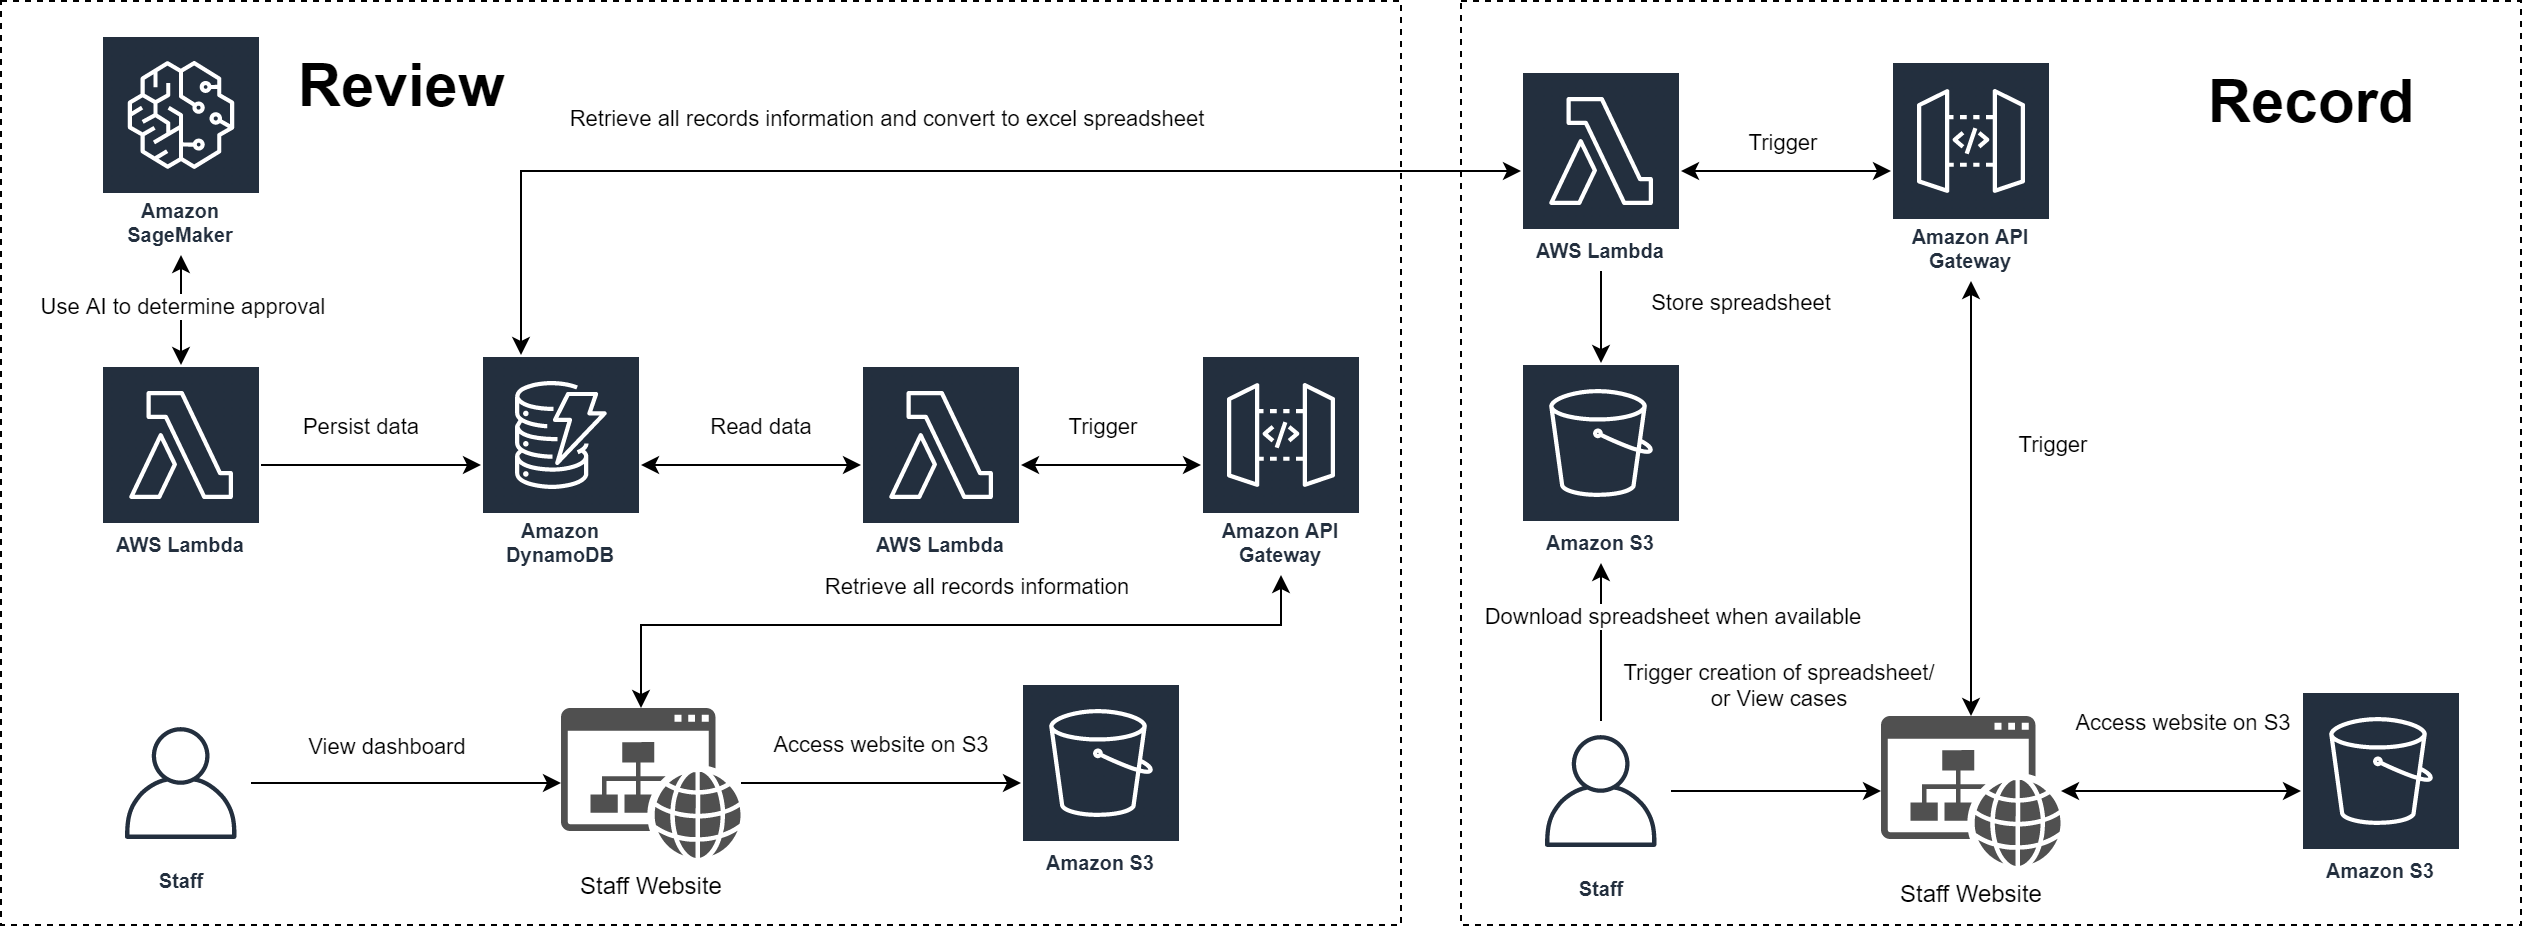 Review
Amazon
SageMaker
Use AI to determine approval
Retrieve all records information and convert to excel spreadsheet
AWS Lambda
Persist data
Amazon
DynamoDB
Read data
AWS Lambda
Trigger
Amazon API
Gateway
Retrieve all records information
Staff
View dashboard
Staff Website
Access website on S3
Amazon S3
Record
AWS Lambda
Trigger
Amazon API
Gateway
Store spreadsheet
Amazon S3
Trigger
Download spreadsheet when available
Trigger creation of spreadsheet/
or View cases
Staff
Staff Website
Access website on S3
Amazon S3